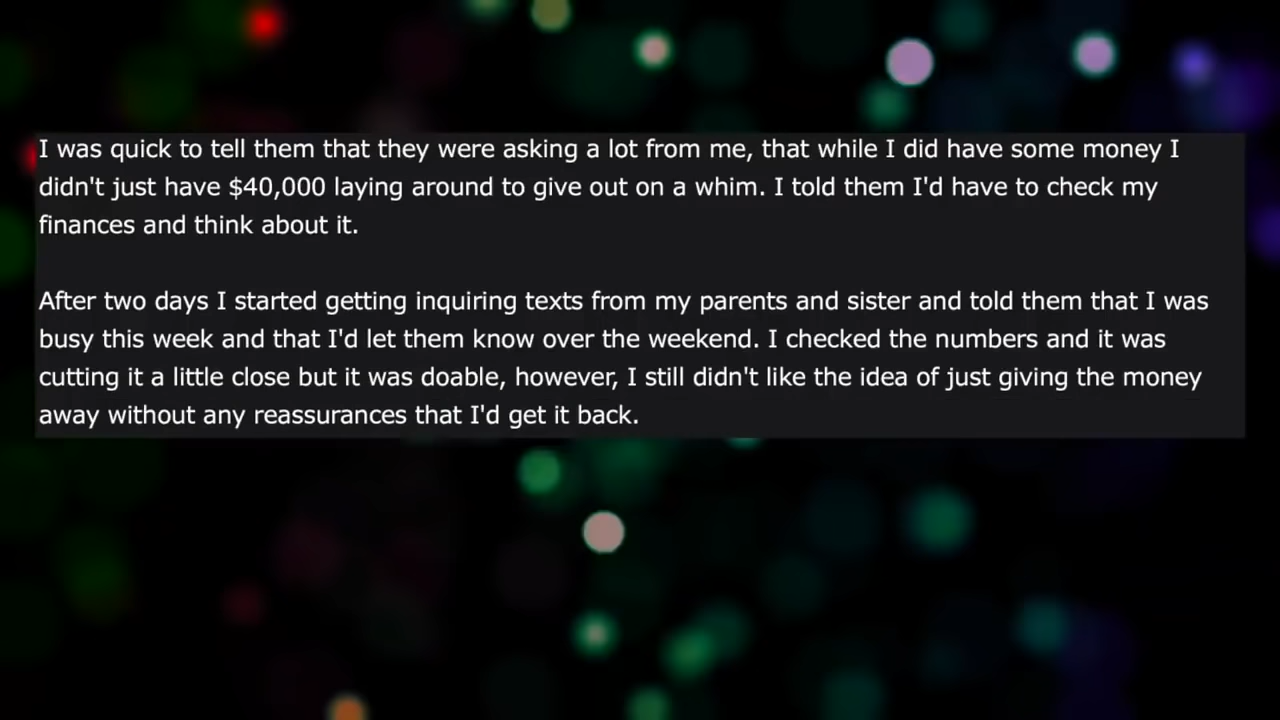 I was quick to tell them that they were asking a lot from me, that while I did have some money I
didn't just have $40,000 laying around to give out on a whim. I told them I'd have to check my
finances and think about it.
After two days I started getting inquiring texts from my parents and sister and told them that I was
busy this week and that I'd let them know over the weekend. I checked the numbers and it was
cutting it a little close but it was doable, however, I still didn't like the idea of just giving the money
away without any reassurances that I'd get it back.